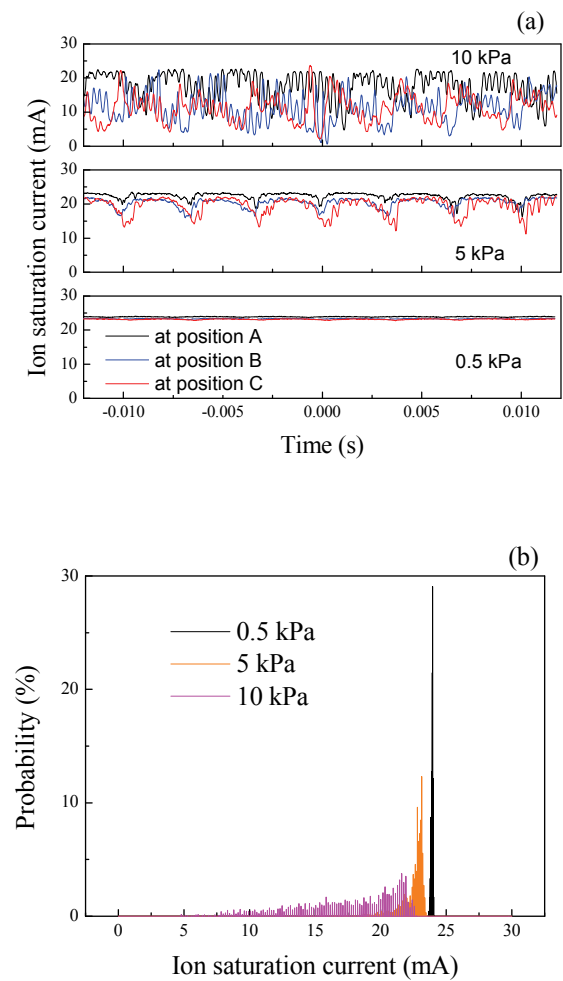 (a)
30
20
10
0
10 kPa
30
20
10
0
5 kPa
30
20
10
0
at position A
at position B
at position C
0.5 kPa
-0.010 -0.005 0.000 0.005 0.010
Time (s)
Ion saturation current (mA)
(b)
30
20
10
0
0.5 kPa
5 kPa
10 kPa
0 5 10 15 20 25 30
Ion saturation current (mA)
Probability (%)